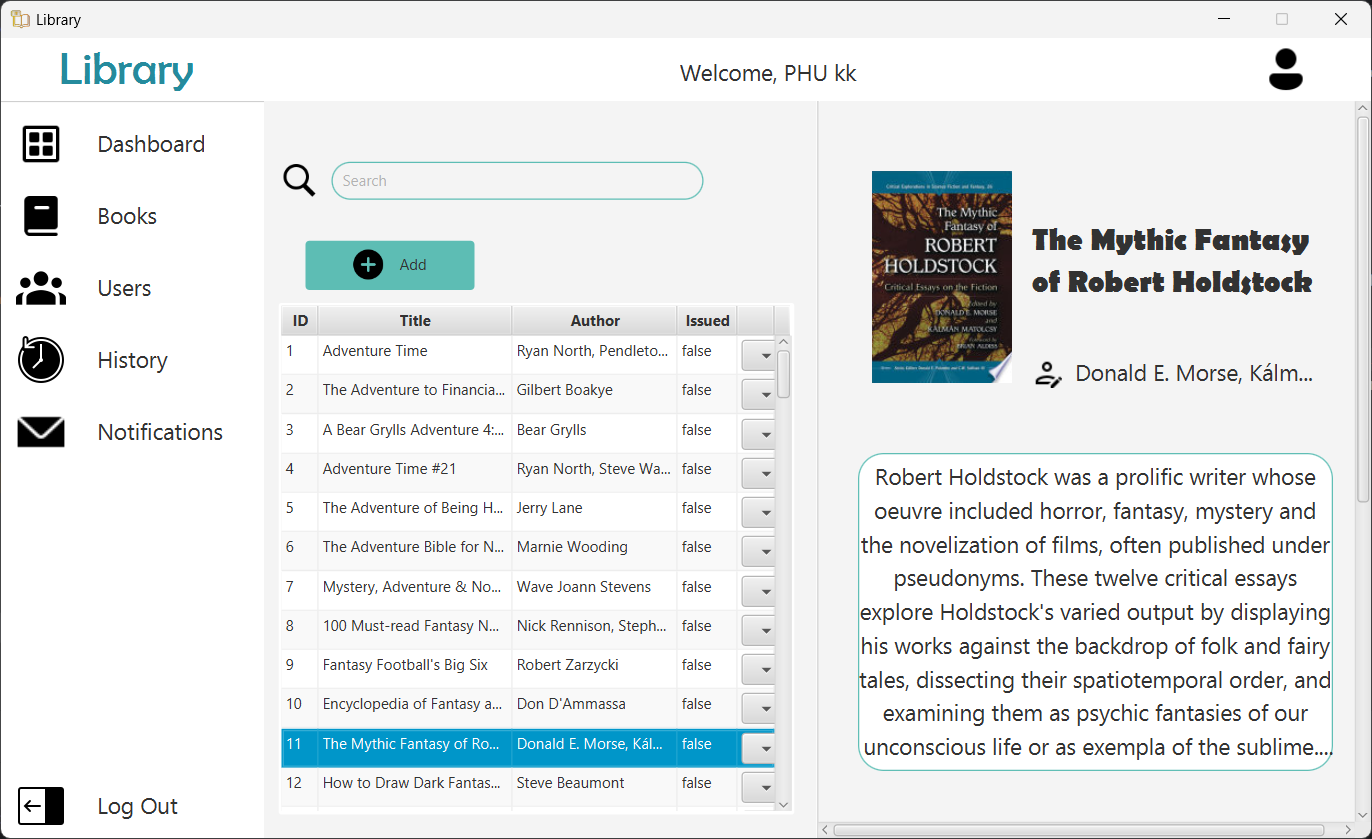 Library
Library
Welcome, PHU kk
Dashboard
Books
Users
History
Notifications
Log Out
Search
Add
ID Title Author Issued
1 Adventure Time Ryan North, Pendleto... false
2 The Adventure to Financia... Gilbert Boakye false
3 A Bear Grylls Adventure 4:... Bear Grylls false
4 Adventure Time #21 Ryan North, Steve Wa... false
5 The Adventure of Being H... Jerry Lane false
6 The Adventure Bible for N... Marnie Wooding false
7 Mystery, Adventure & No... Wave Joann Stevens false
8 100 Must-read Fantasy N... Nick Rennison, Steph... false
9 Fantasy Football's Big Six Robert Zarzycki false
10 Encyclopedia of Fantasy a... Don D'Ammassa false
11 The Mythic Fantasy of Ro... Donald E. Morse, Kál... false
12 How to Draw Dark Fantas... Steve Beaumont false
Critical Explorations in Science Fiction and Fantasy, 26
The Mythic
Fantasy of
ROBERT
HOLDSTOCK
Critical Essays on the Fiction
Edited by
DONALD E. MORSE
and
KÁLMÁN MATOLCSY
Foreword by
BRIAN ALDISS
The Mythic Fantasy
of Robert Holdstock
Donald E. Morse, Kálm...
Robert Holdstock was a prolific writer whose
oeuvre included horror, fantasy, mystery and
the novelization of films, often published under
pseudonyms. These twelve critical essays
explore Holdstock's varied output by displaying
his works against the backdrop of folk and fairy
tales, dissecting their spatiotemporal order, and
examining them as psychic fantasies of our
unconscious life or as exempla of the sublime....